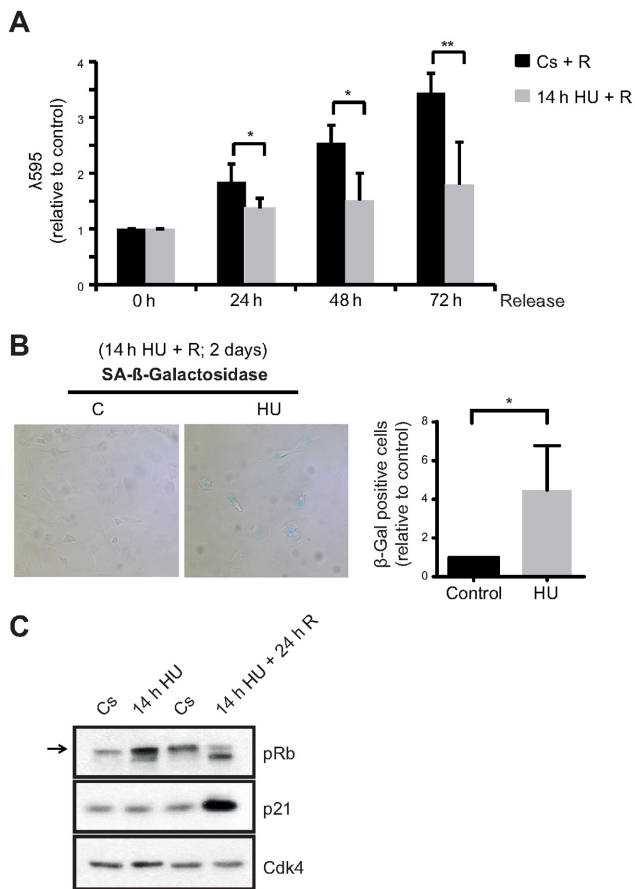 A
4
3
2
1
0
λ595
(relative to control)
*
*
**
Cs + R
14 h HU + R
0 h
24 h
48 h
72 h
Release
B
(14 h HU + R; 2 days)
SA-ß-Galactosidase
C
HU
8
6
4
2
0
β-Gal positive cells
(relative to control)
*
Control
HU
C
Cs
14 h HU
Cs
14 h HU + 24 h R
pRb
p21
Cdk4